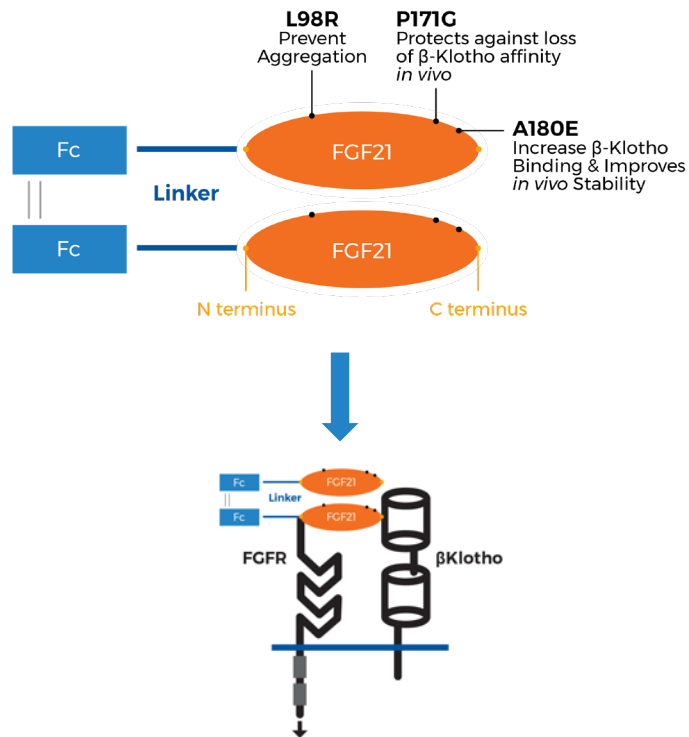 L98R
Prevent
Aggregation
P171G
Protects against loss
of β-Klotho affinity
in vivo
A180E
Increase β-Klotho
Binding & Improves
in vivo Stability
Fc
FGF21
Linker
Fc
FGF21
N terminus
C terminus
Fc
FGF21
Linker
Fc
FGF21
FGFR
βKlotho